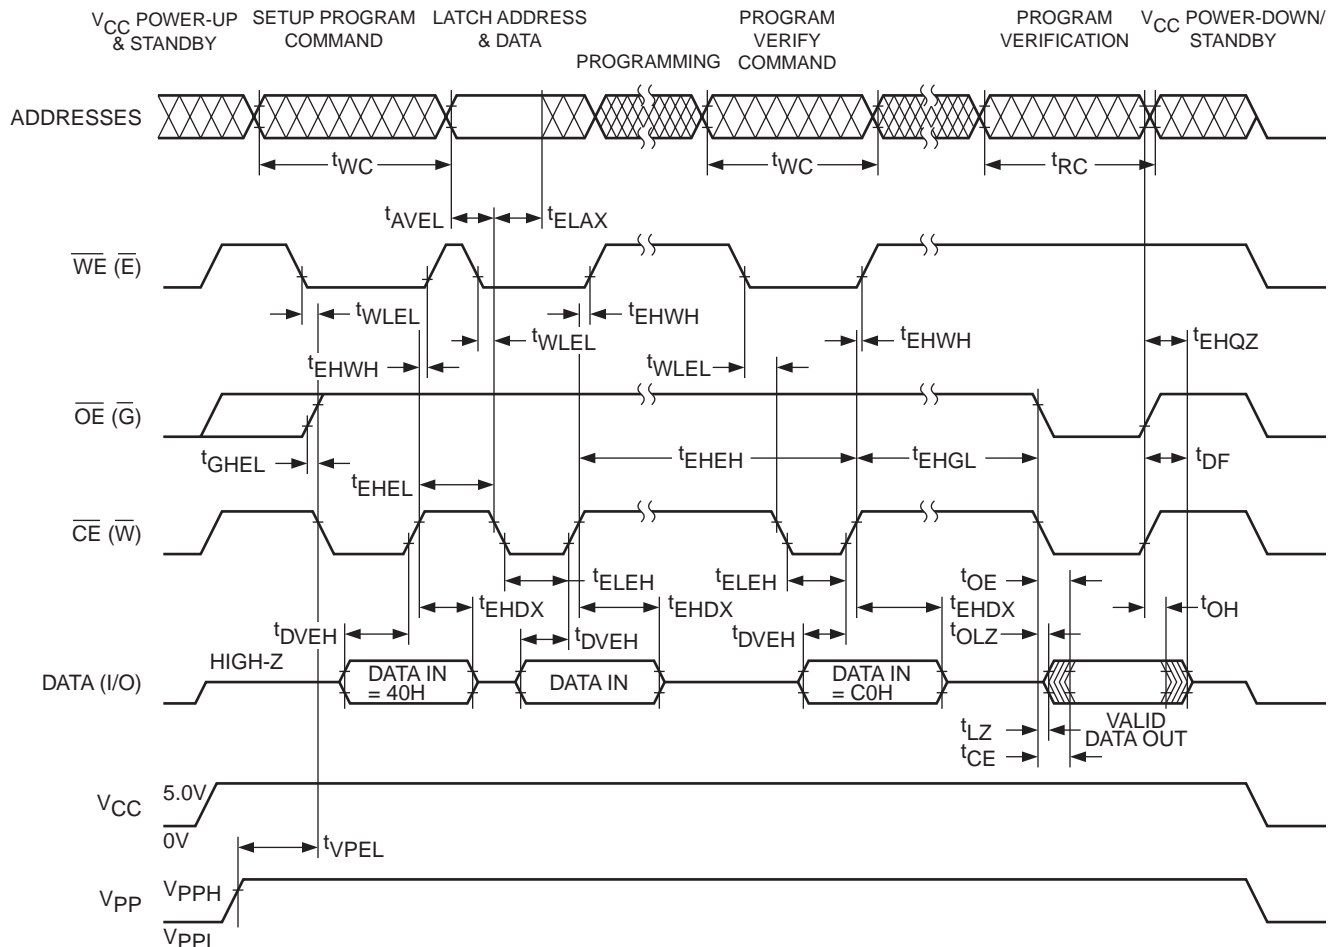 VCC POWER-UP & STANDBY
SETUP PROGRAM COMMAND
LATCH ADDRESS & DATA
PROGRAMMING
PROGRAM VERIFY COMMAND
PROGRAM VERIFICATION
VCC POWER-DOWN/ STANDBY
ADDRESSES
tWC
tWC
tRC
tAVEL
tELAX
WE (E)
tWLEL
tEHWH
tWLEL
tEHWH
tEHWH
tWLEL
tEHQZ
OE (G)
tGHEL
tEHEH
tEHGL
tDF
tEHEL
CE (W)
tELEH
tELEH
tOE
tEHDX
tEHDX
tEHDX
tOH
tDVEH
tDVEH
tDVEH
tOLZ
HIGH-Z
DATA (I/O)
DATA IN = 40H
DATA IN
DATA IN = C0H
VALID DATA OUT
tLZ
tCE
VCC
5.0V
0V
tVPEL
VPP
VPPH
VPPL